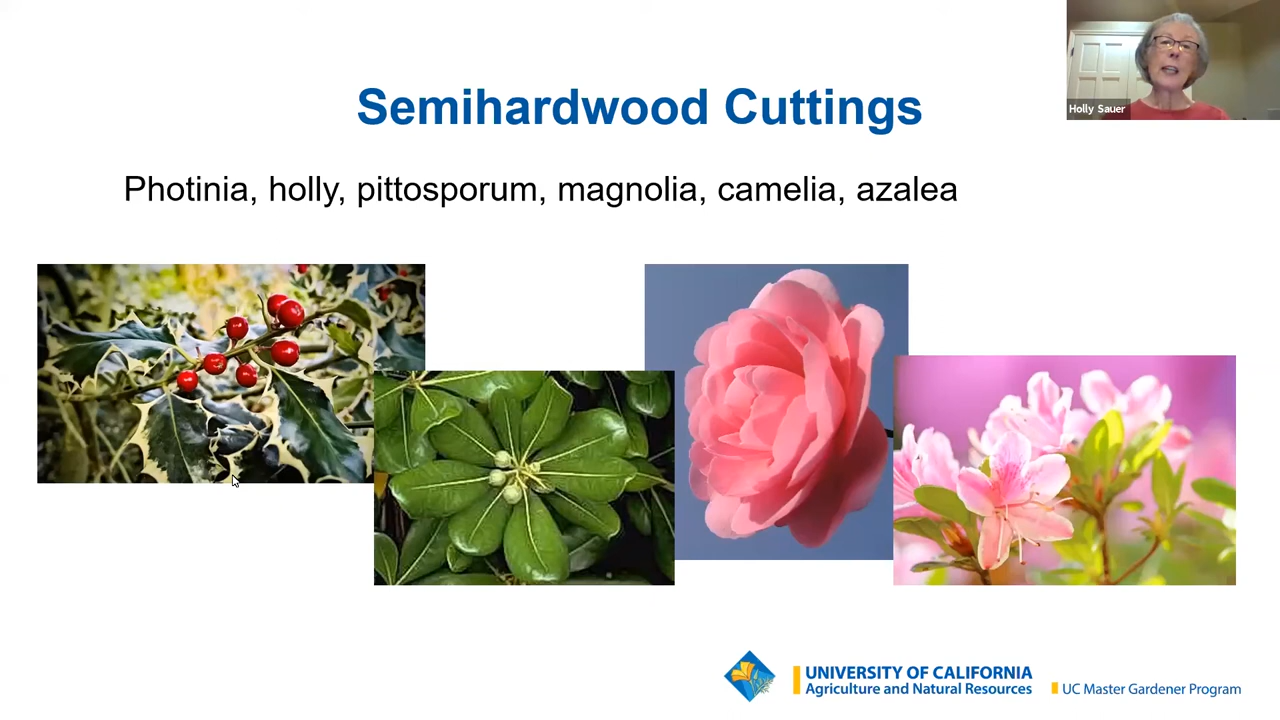 Holly Sauer
Semihardwood Cuttings
Photinia, holly, pittosporum, magnolia, camelia, azalea
UNIVERSITY OF CALIFORNIA
Agriculture and Natural Resources
UC Master Gardener Program